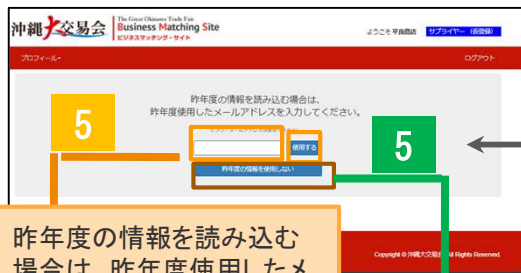 沖縄大交易会 The Great Okinawa Trade Fair
Business Matching Site
ビジネスマッチング・サイト
ようこそ 平良商店 サプライヤー (仮登録)
プロフィール ログアウト
昨年度の情報を読み込む場合は、
昨年度使用したメールアドレスを入力してください。
5
使用する
5
昨年度の情報を使用しない
昨年度の情報を読み込む
場合は、昨年度使用したメ
Copyright © 沖縄大交易会 All Rights Reserved.